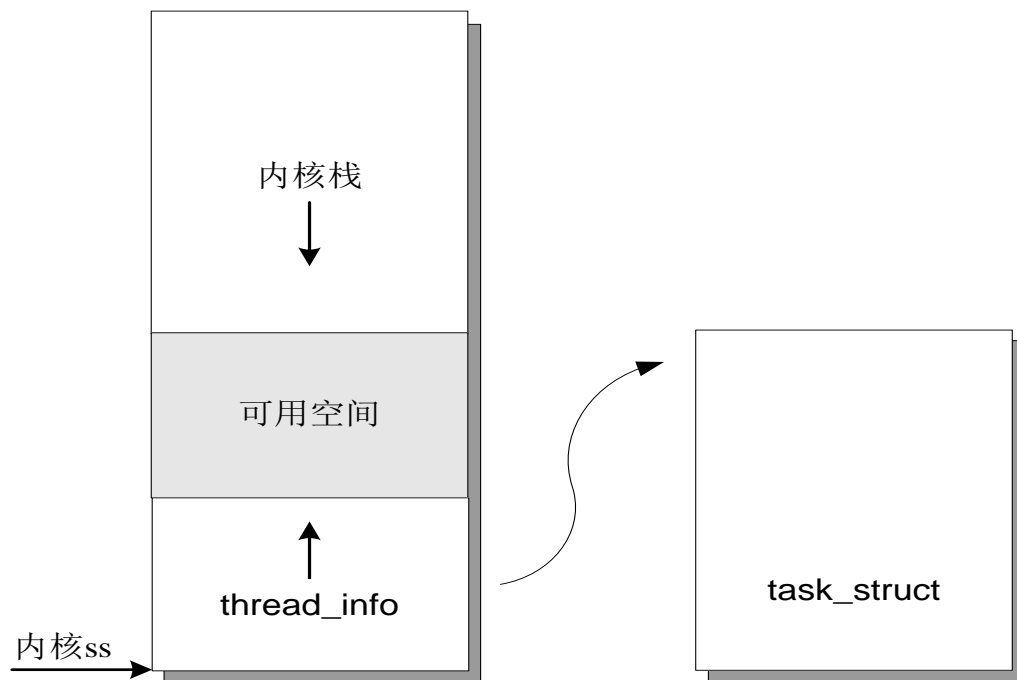 内核栈
可用空间
thread_info
task_struct
内核ss